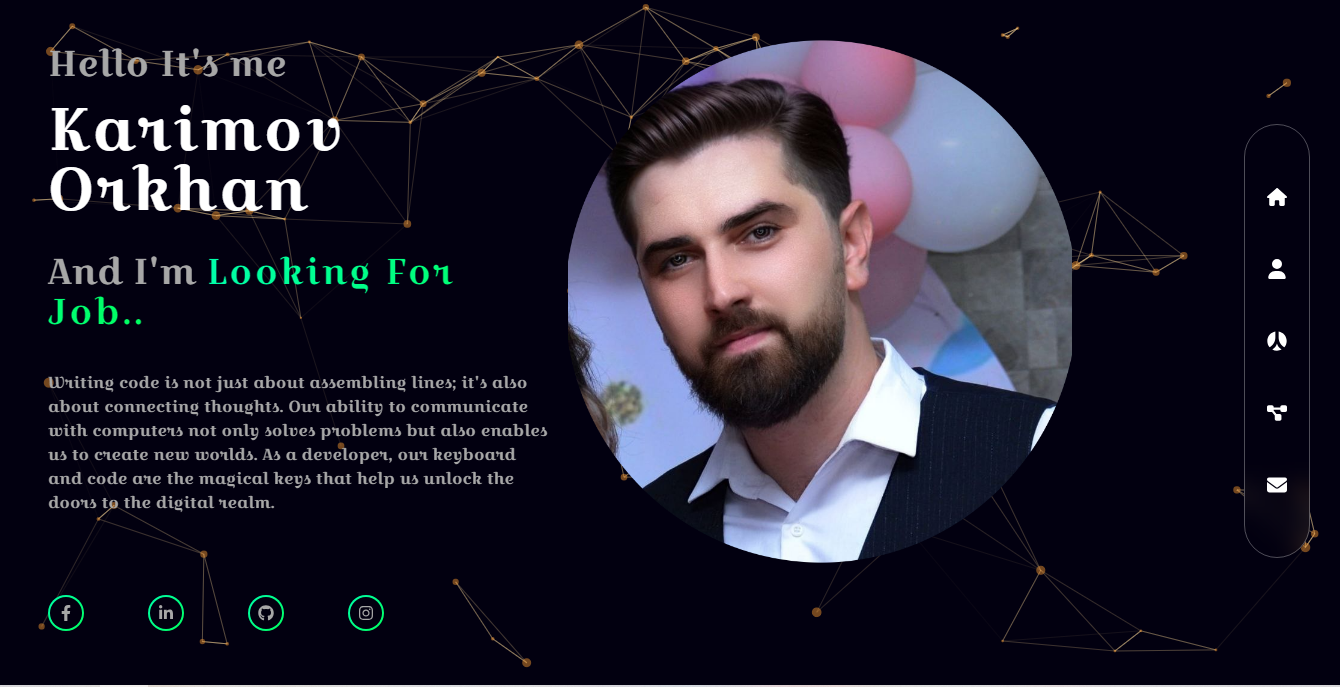 Hello It's me
Karimov
Orkhan
And I'm Looking For
Job..
Writing code is not just about assembling lines; it's also
about connecting thoughts. Our ability to communicate
with computers not only solves problems but also enables
us to create new worlds. As a developer, our keyboard
and code are the magical keys that help us unlock the
doors to the digital realm.